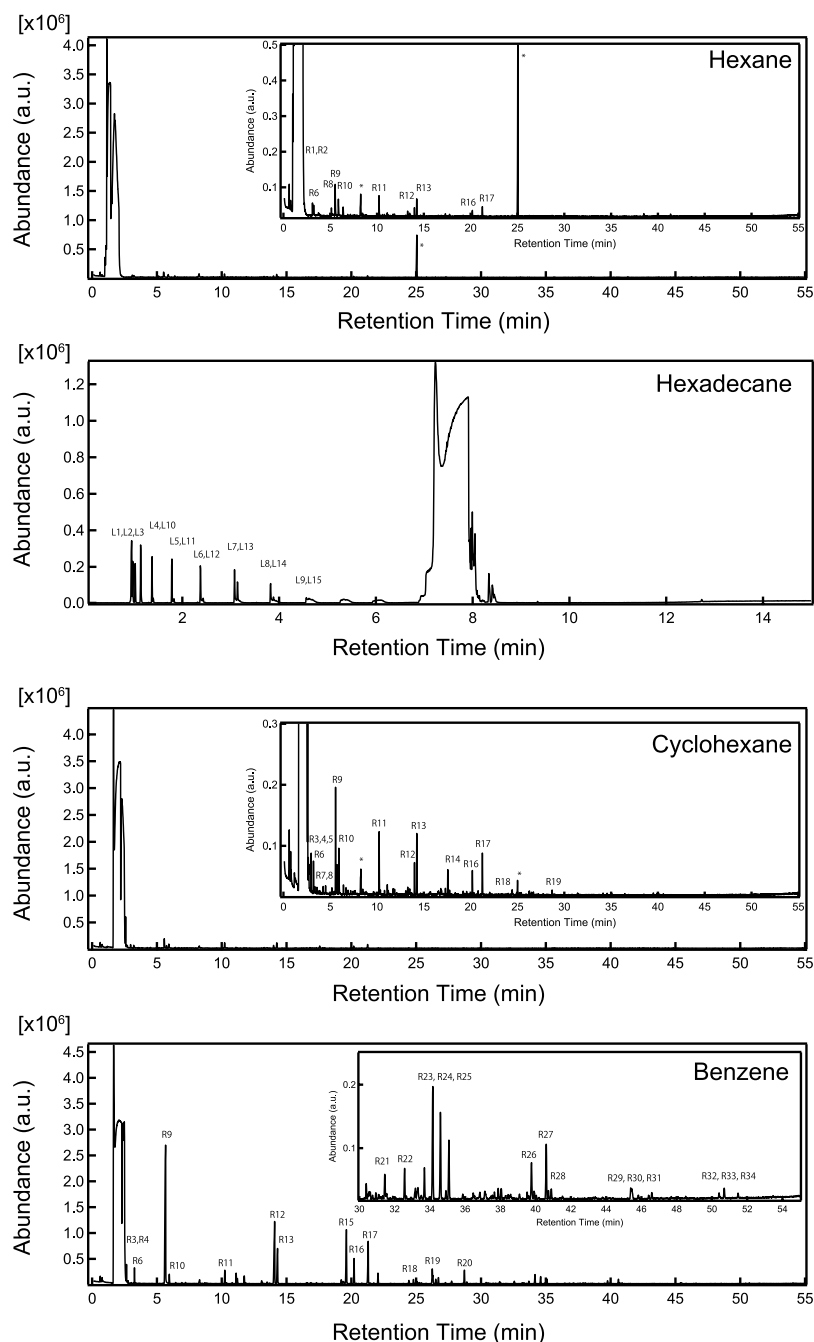 [x10⁶]
Hexane
Abundance (a.u.)
4.0
3.5
3.0
2.5
2.0
1.5
1.0
0.5
0 5 10 15 20 25 30 35 40 45 50 55
Retention Time (min)
*
Abundance (a.u.)
0.5
0.4
0.3
0.2
0.1
R1,R2
R6
R8
R9
R10
*
R11
R12
R13
R16
R17
*
0 5 10 15 20 25 30 35 40 45 50 55
Retention Time (min)
[x10⁶]
Hexadecane
Abundance (a.u.)
1.2
1.0
0.8
0.6
0.4
0.2
0.0
L1,L2,L3
L4,L10
L5,L11
L6,L12
L7,L13
L8,L14
L9,L15
2 4 6 8 10 12 14
Retention Time (min)
[x10⁶]
Cyclohexane
Abundance (a.u.)
4.0
3.5
3.0
2.5
2.0
1.5
1.0
0.5
0 5 10 15 20 25 30 35 40 45 50 55
Retention Time (min)
Abundance (a.u.)
0.3
0.2
0.1
R9
R3,4,5
R10
R6
R7,8
*
R11
R12
R13
R14
R16
R17
R18
*
R19
0 5 10 15 20 25 30 35 40 45 50 55
Retention Time (min)
[x10⁶]
Benzene
Abundance (a.u.)
4.5
4.0
3.5
3.0
2.5
2.0
1.5
1.0
0.5
R3,R4
R6
R9
R10
R11
R12
R13
R15
R16
R17
R18
R19
R20
0 5 10 15 20 25 30 35 40 45 50 55
Retention Time (min)
Abundance (a.u.)
0.2
0.1
R21
R22
R23, R24, R25
R26
R27
R28
R29, R30, R31
R32, R33, R34
30 32 34 36 38 40 42 44 46 48 50 52 54
Retention Time (min)